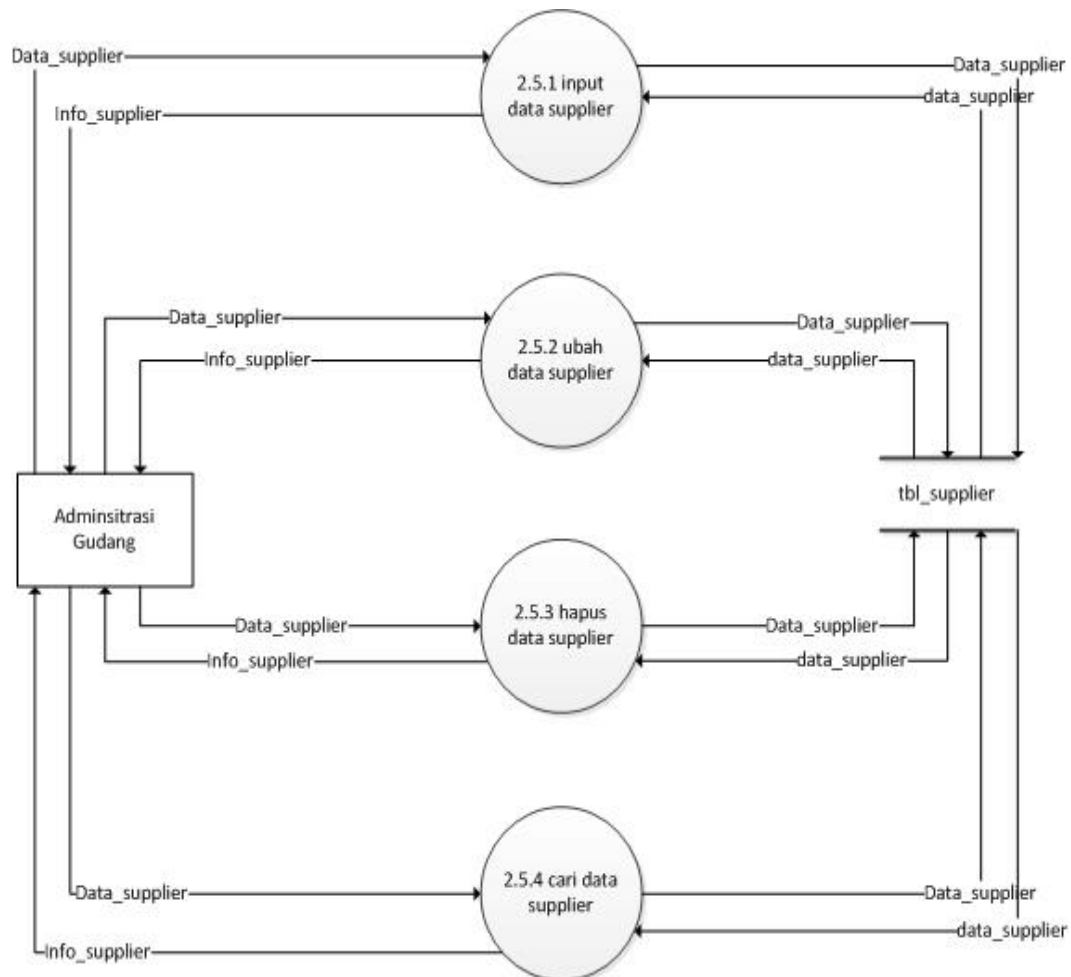 Data_supplier
Data_supplier
data_supplier
Info_supplier
2.5.1 input
data supplier
Data_supplier
Data_supplier
Info_supplier
data_supplier
2.5.2 ubah
data supplier
tbl_supplier
Adminsitrasi
Gudang
2.5.3 hapus
data supplier
Data_supplier
Data_supplier
Info_supplier
data_supplier
2.5.4 cari data
supplier
Data_supplier
Data_supplier
data_supplier
Info_supplier